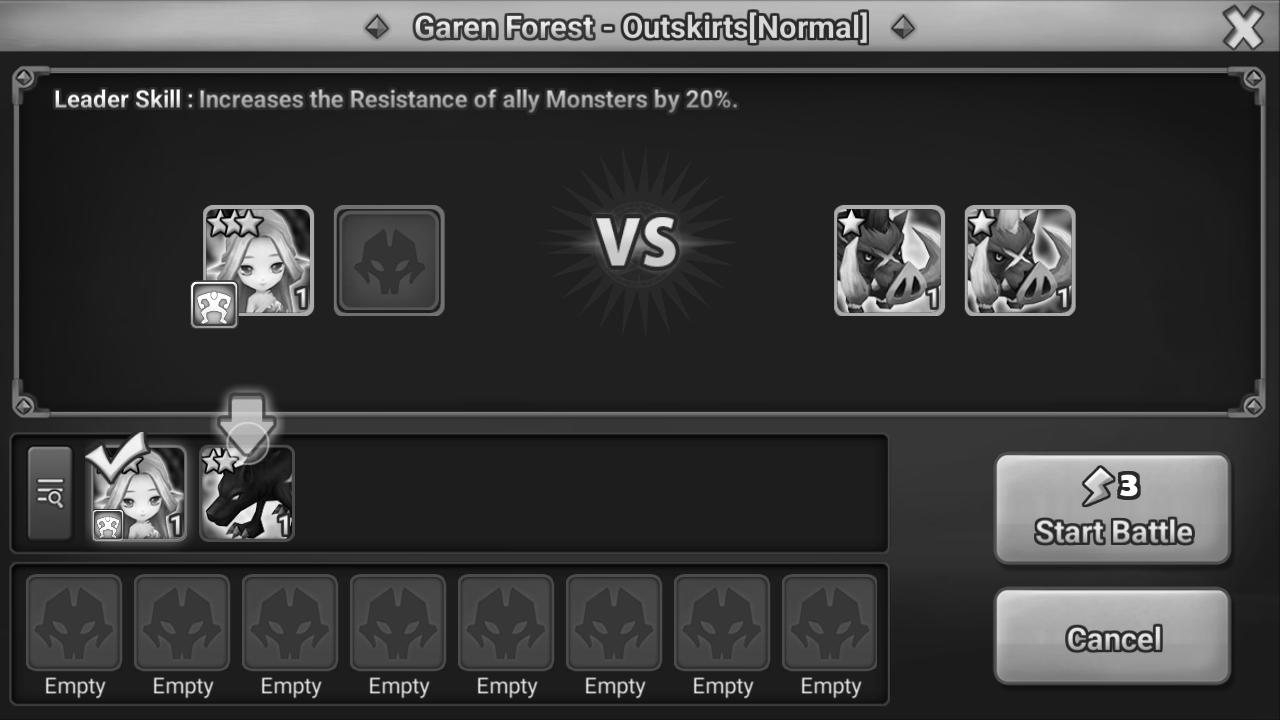 Garen Forest - Outskirts[Normal]
Leader Skill : Increases the Resistance of ally Monsters by 20%.
VS
1
1
1
1
1
3
Start Battle
Cancel
Empty Empty Empty Empty Empty Empty Empty Empty